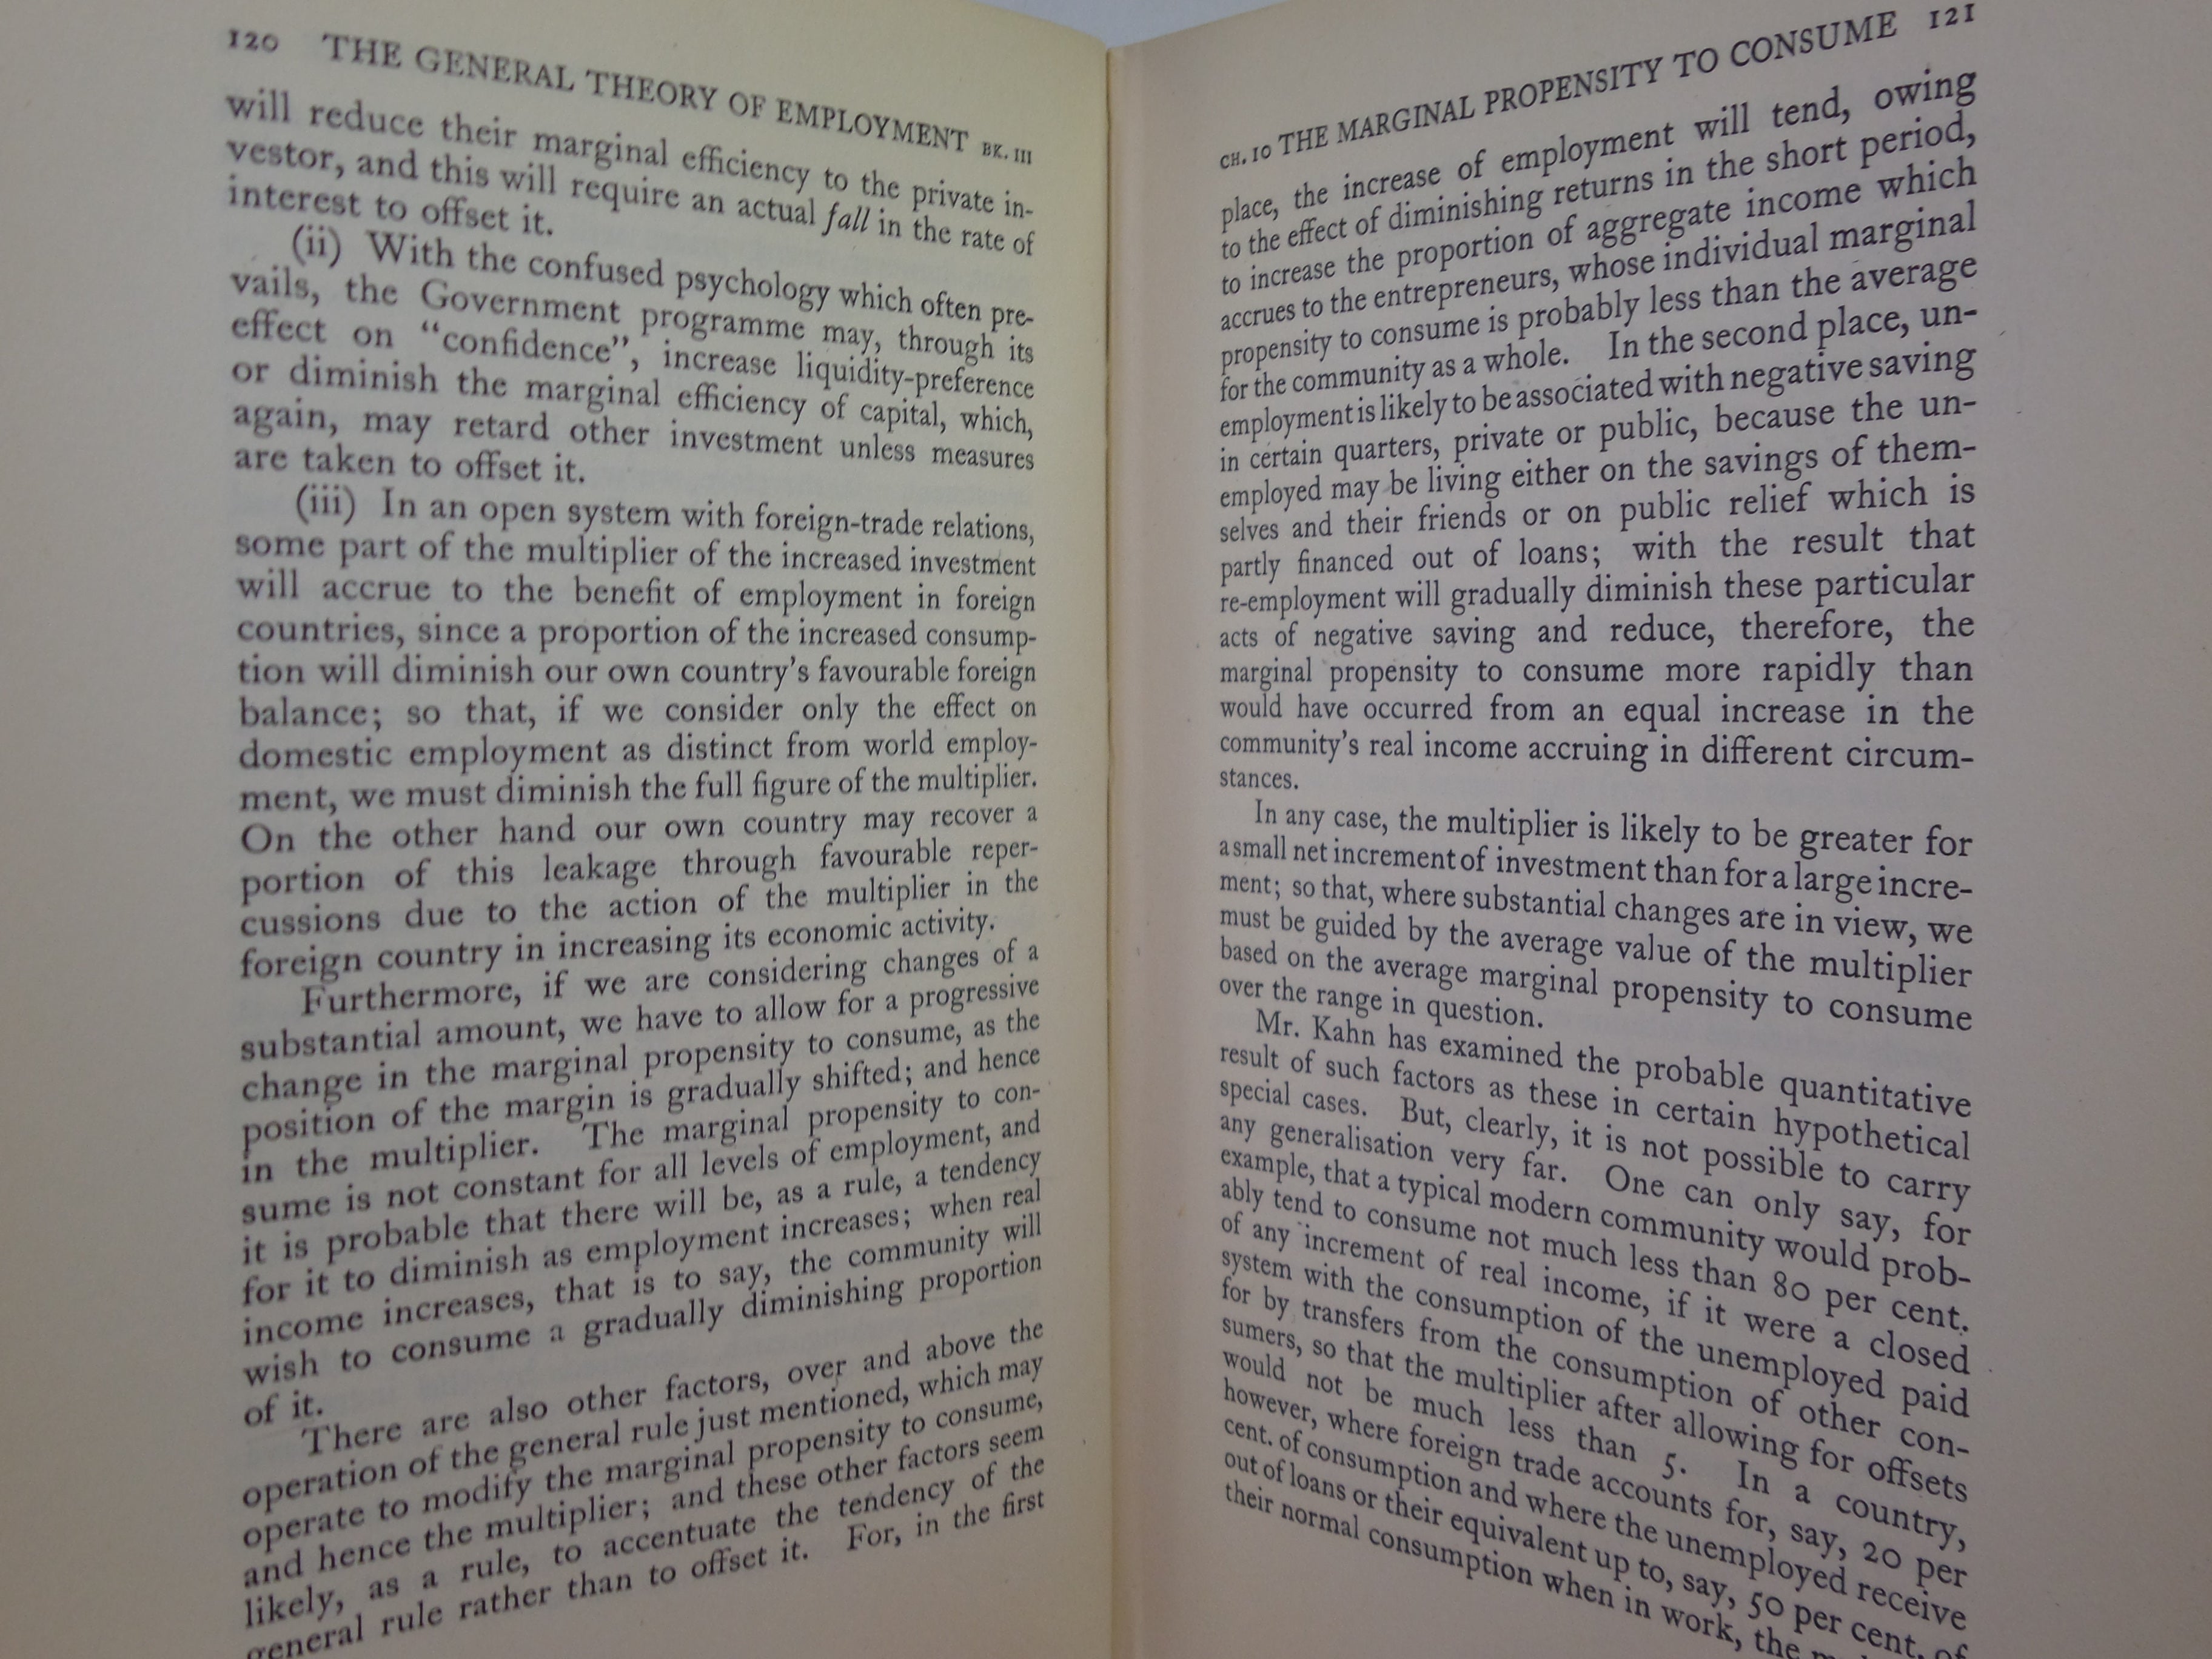 120 THE GENERAL THEORY OF EMPLOYMENT BK. III
will reduce their marginal efficiency to the private in-
vestor, and this will require an actual fall in the rate of
interest to offset it.
(ii) With the confused psychology which often pre-
vails, the Government programme may, through its
effect on “confidence”, increase liquidity-preference
or diminish the marginal efficiency of capital, which,
again, may retard other investment unless measures
are taken to offset it.
(iii) In an open system with foreign-trade relations,
some part of the multiplier of the increased investment
will accrue to the benefit of employment in foreign
countries, since a proportion of the increased consump-
tion will diminish our own country’s favourable foreign
balance; so that, if we consider only the effect on
domestic employment as distinct from world employ-
ment, we must diminish the full figure of the multiplier.
On the other hand our own country may recover a
portion of this leakage through favourable reper-
cussions due to the action of the multiplier in the
foreign country in increasing its economic activity.
Furthermore, if we are considering changes of a
substantial amount, we have to allow for a progressive
change in the marginal propensity to consume, as the
position of the margin is gradually shifted; and hence
in the multiplier. The marginal propensity to con-
sume is not constant for all levels of employment, and
it is probable that there will be, as a rule, a tendency
for it to diminish as employment increases; when real
income increases, that is to say, the community will
wish to consume a gradually diminishing proportion
of it.
There are also other factors, over and above the
operation of the general rule just mentioned, which may
operate to modify the marginal propensity to consume,
and hence the multiplier; and these other factors seem
likely, as a rule, to accentuate the tendency of the
general rule rather than to offset it. For, in the first
CH. 10 THE MARGINAL PROPENSITY TO CONSUME 121
place, the increase of employment will tend, owing
to the effect of diminishing returns in the short period,
to increase the proportion of aggregate income which
accrues to the entrepreneurs, whose individual marginal
propensity to consume is probably less than the average
for the community as a whole. In the second place, un-
employment is likely to be associated with negative saving
in certain quarters, private or public, because the un-
employed may be living either on the savings of them-
selves and their friends or on public relief which is
partly financed out of loans; with the result that
re-employment will gradually diminish these particular
acts of negative saving and reduce, therefore, the
marginal propensity to consume more rapidly than
would have occurred from an equal increase in the
community’s real income accruing in different circum-
stances.
In any case, the multiplier is likely to be greater for
a small net increment of investment than for a large incre-
ment; so that, where substantial changes are in view, we
must be guided by the average value of the multiplier
based on the average marginal propensity to consume
over the range in question.
Mr. Kahn has examined the probable quantitative
result of such factors as these in certain hypothetical
special cases. But, clearly, it is not possible to carry
any generalisation very far. One can only say, for
example, that a typical modern community would prob-
ably tend to consume not much less than 80 per cent.
of any increment of real income, if it were a closed
system with the consumption of the unemployed paid
for by transfers from the consumption of other con-
sumers, so that the multiplier after allowing for offsets
would not be much less than 5. In a country,
however, where foreign trade accounts for, say, 20 per
cent. of consumption and where the unemployed receive
out of loans or their equivalent up to, say, 50 per cent. of
their normal consumption when in work, the